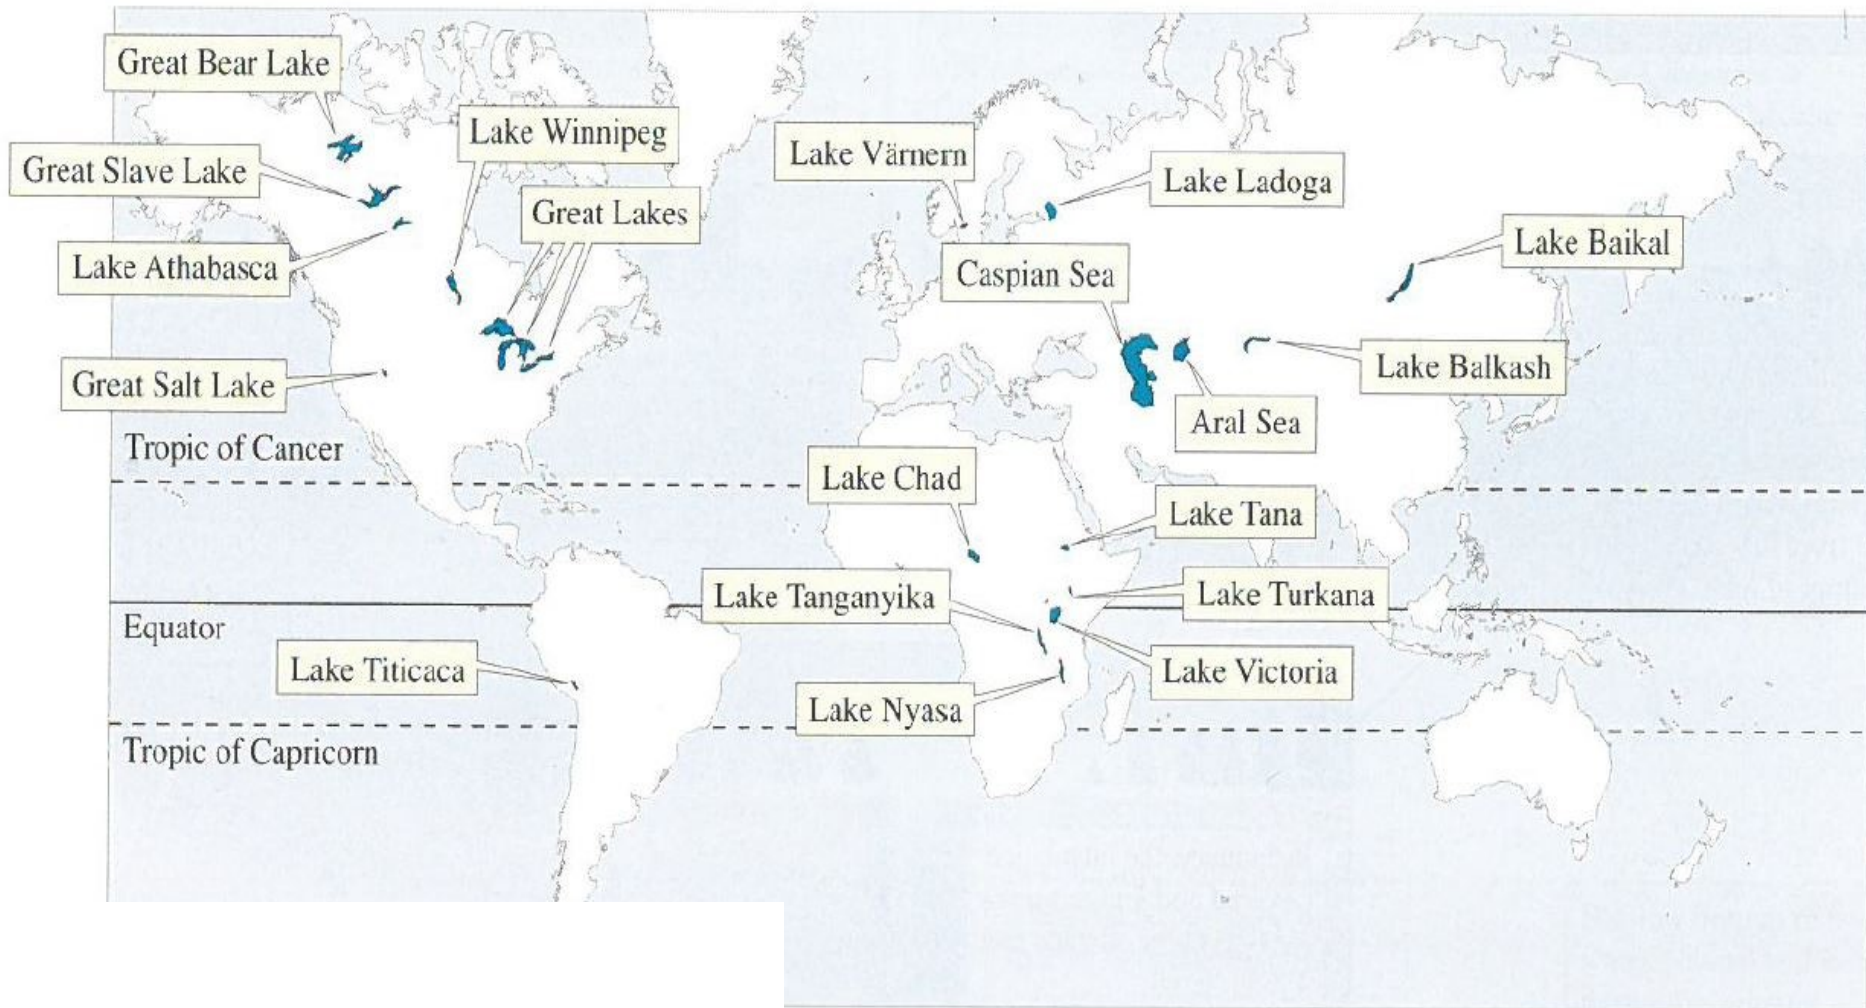 Great Bear Lake
Lake Winnipeg
Lake Värnern
Great Slave Lake
Lake Ladoga
Great Lakes
Lake Baikal
Lake Athabasca
Caspian Sea
Great Salt Lake
Lake Balkash
Aral Sea
Tropic of Cancer
Lake Chad
Lake Tana
Lake Tanganyika
Lake Turkana
Equator
Lake Titicaca
Lake Victoria
Lake Nyasa
Tropic of Capricorn